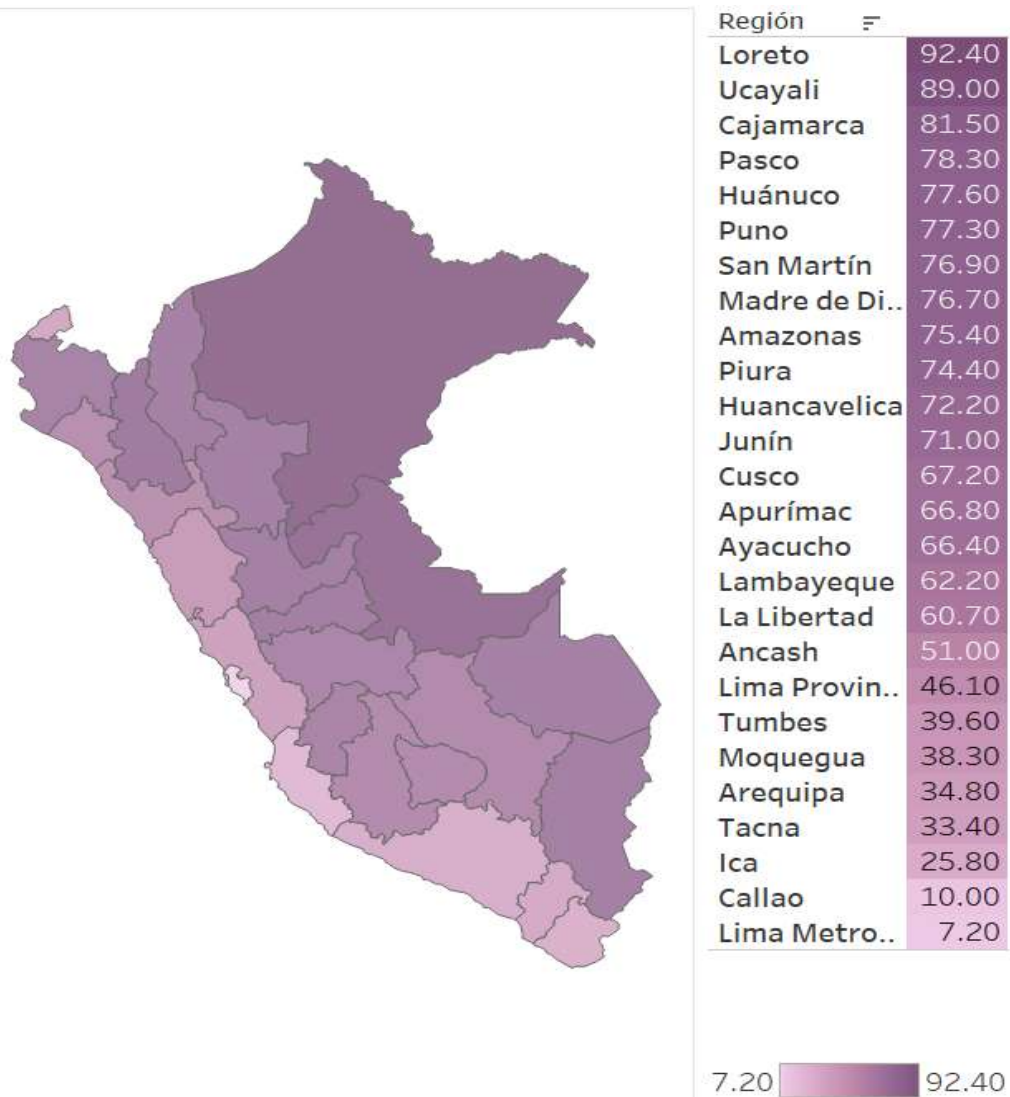 Región
Loreto 92.40
Ucayali 89.00
Cajamarca 81.50
Pasco 78.30
Huánuco 77.60
Puno 77.30
San Martín 76.90
Madre de Di.. 76.70
Amazonas 75.40
Piura 74.40
Huancavelica 72.20
Junín 71.00
Cusco 67.20
Apurímac 66.80
Ayacucho 66.40
Lambayeque 62.20
La Libertad 60.70
Ancash 51.00
Lima Provin.. 46.10
Tumbes 39.60
Moquegua 38.30
Arequipa 34.80
Tacna 33.40
Ica 25.80
Callao 10.00
Lima Metro.. 7.20
7.20 92.40